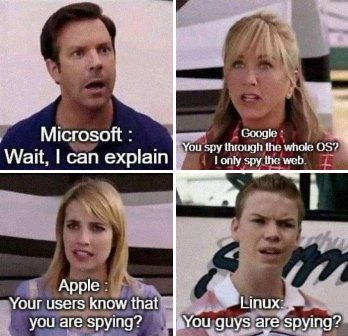 Microsoft :
Wait, I can explain
Google :
You spy through the whole OS?
I only spy the web.
Apple :
Your users know that
you are spying?
Linux:
You guys are spying?